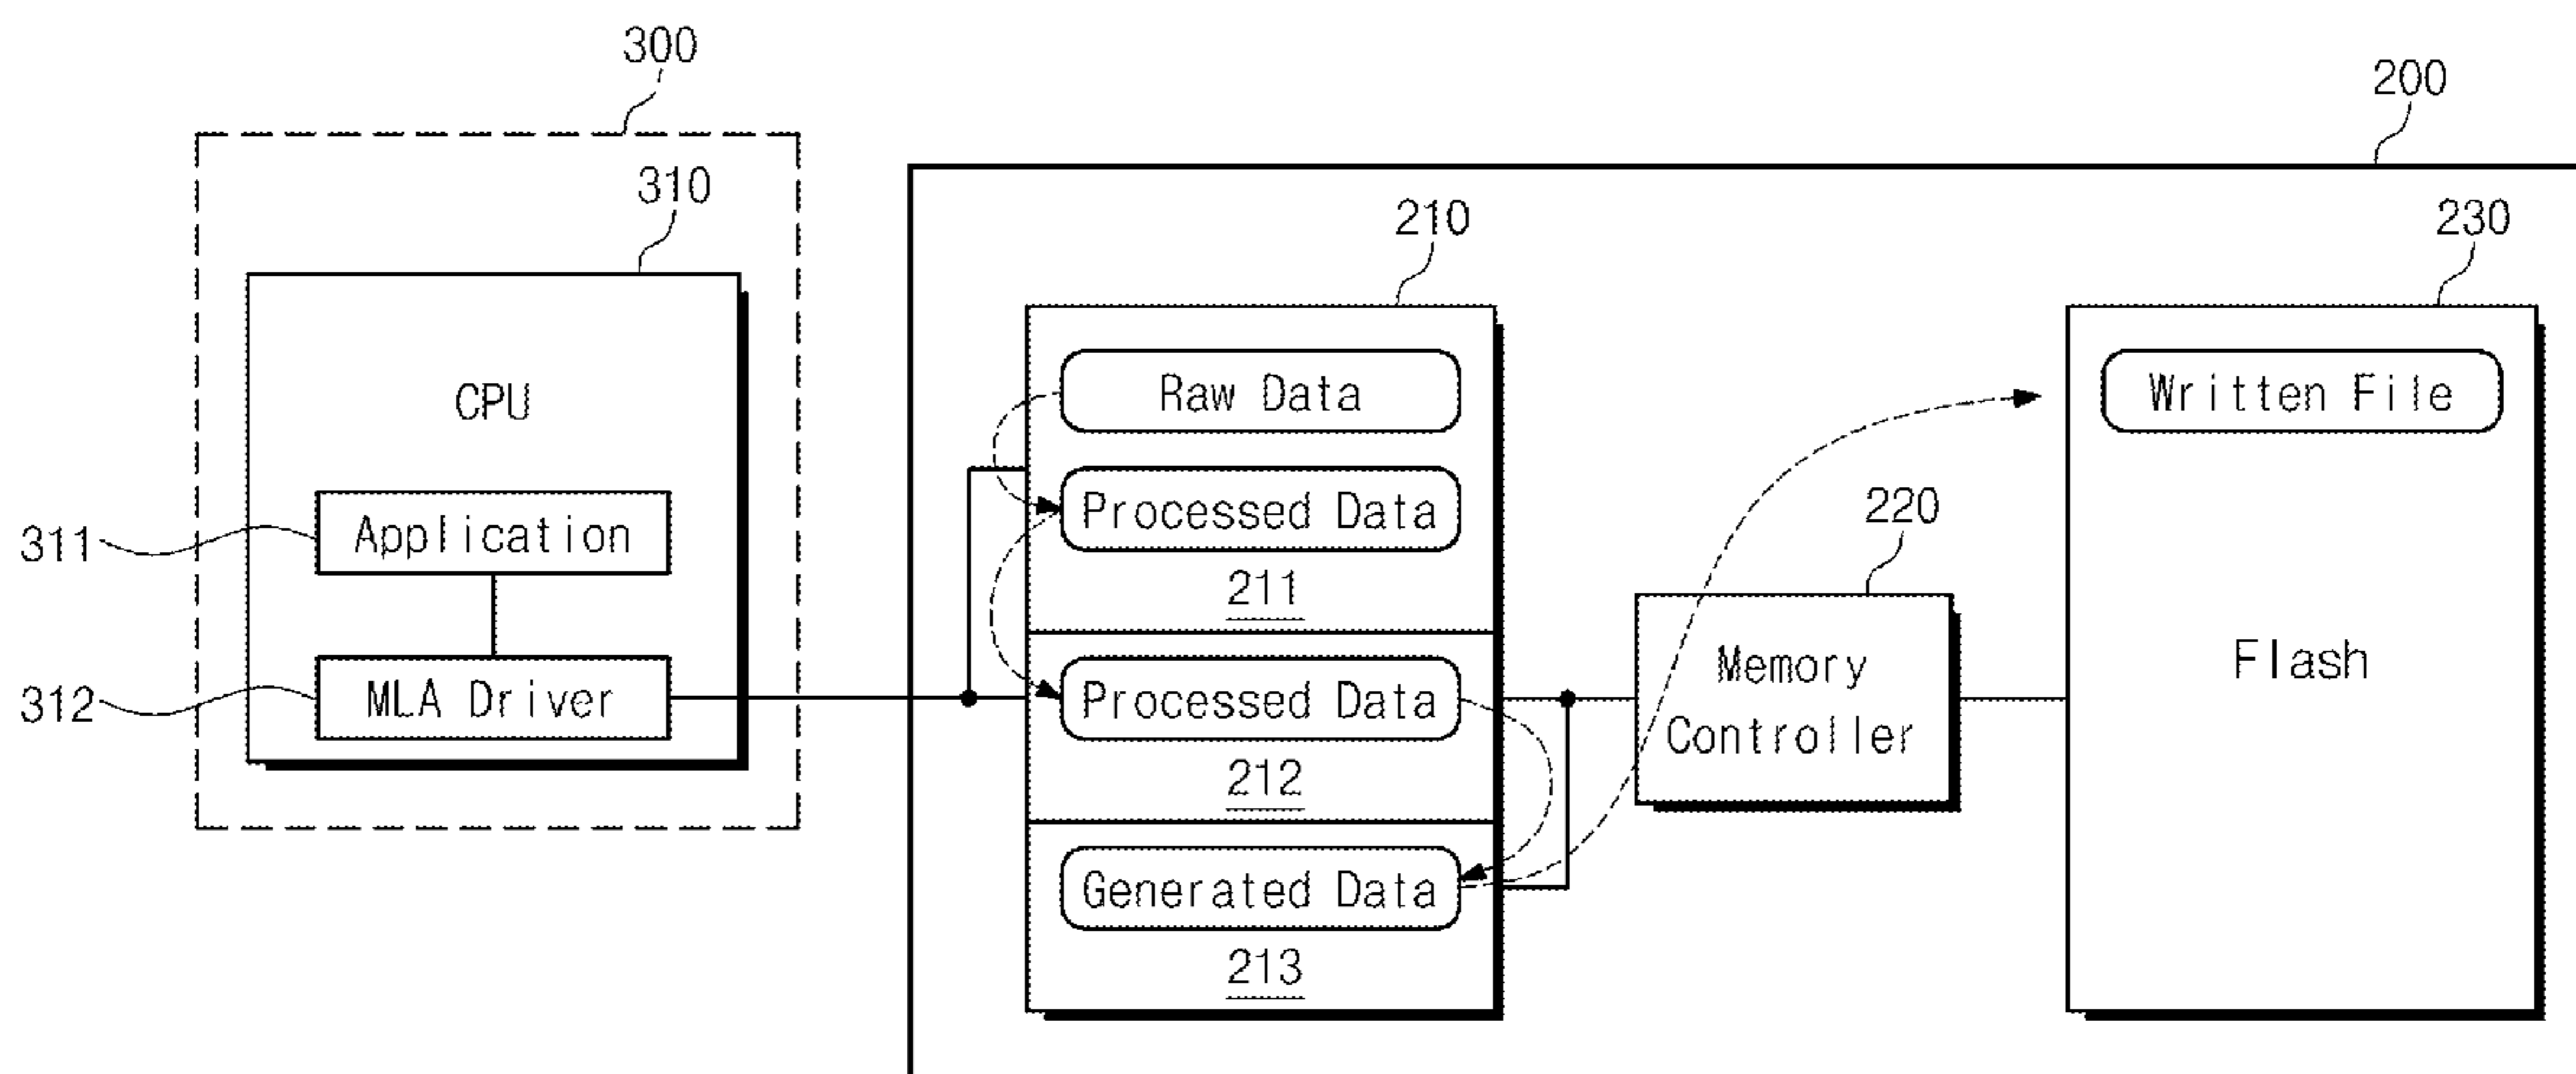 300
200
310
210
230
CPU
Raw Data
Written File
311
Application
Processed Data
220
211
312
MLA Driver
Processed Data
Memory
Controller
Flash
212
Generated Data
213